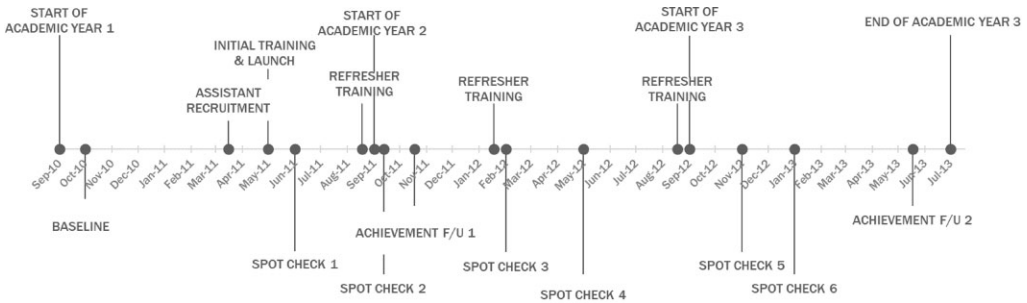 START OF
ACADEMIC YEAR 1
INITIAL TRAINING
& LAUNCH
ASSISTANT
RECRUITMENT
START OF
ACADEMIC YEAR 2
REFRESHER
TRAINING
REFRESHER
TRAINING
START OF
ACADEMIC YEAR 3
REFRESHER
TRAINING
END OF ACADEMIC YEAR 3
Sep-10
Oct-10
Nov-10
Dec-10
Jan-11
Feb-11
Mar-11
Apr-11
May-11
Jun-11
Jul-11
Aug-11
Sep-11
Oct-11
Nov-11
Dec-11
Jan-12
Feb-12
Mar-12
Apr-12
May-12
Jun-12
Jul-12
Aug-12
Sep-12
Oct-12
Nov-12
Dec-12
Jan-13
Feb-13
Mar-13
Apr-13
May-13
Jun-13
Jul-13
BASELINE
SPOT CHECK 1
ACHIEVEMENT F/U 1
SPOT CHECK 2
SPOT CHECK 3
SPOT CHECK 4
SPOT CHECK 5
SPOT CHECK 6
ACHIEVEMENT F/U 2